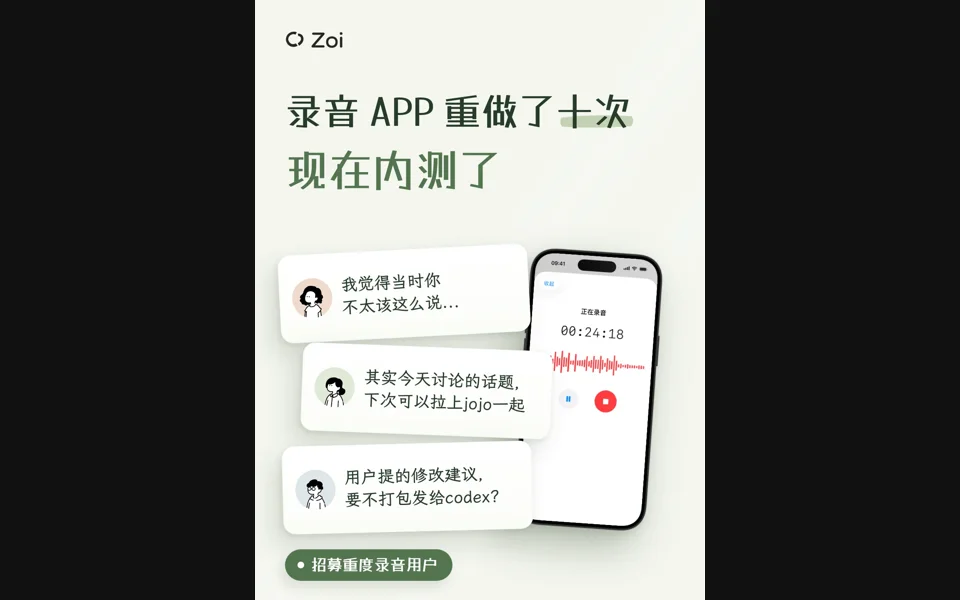 Zoi
录音 APP 重做了十次
现在内测了
我觉得当时你
不太该这么说...
其实今天讨论的话题,
下次可以拉上jojo一起
用户提的修改建议,
要不打包发给codex?
09:41
收起
正在录音
00:24:18
招募重度录音用户